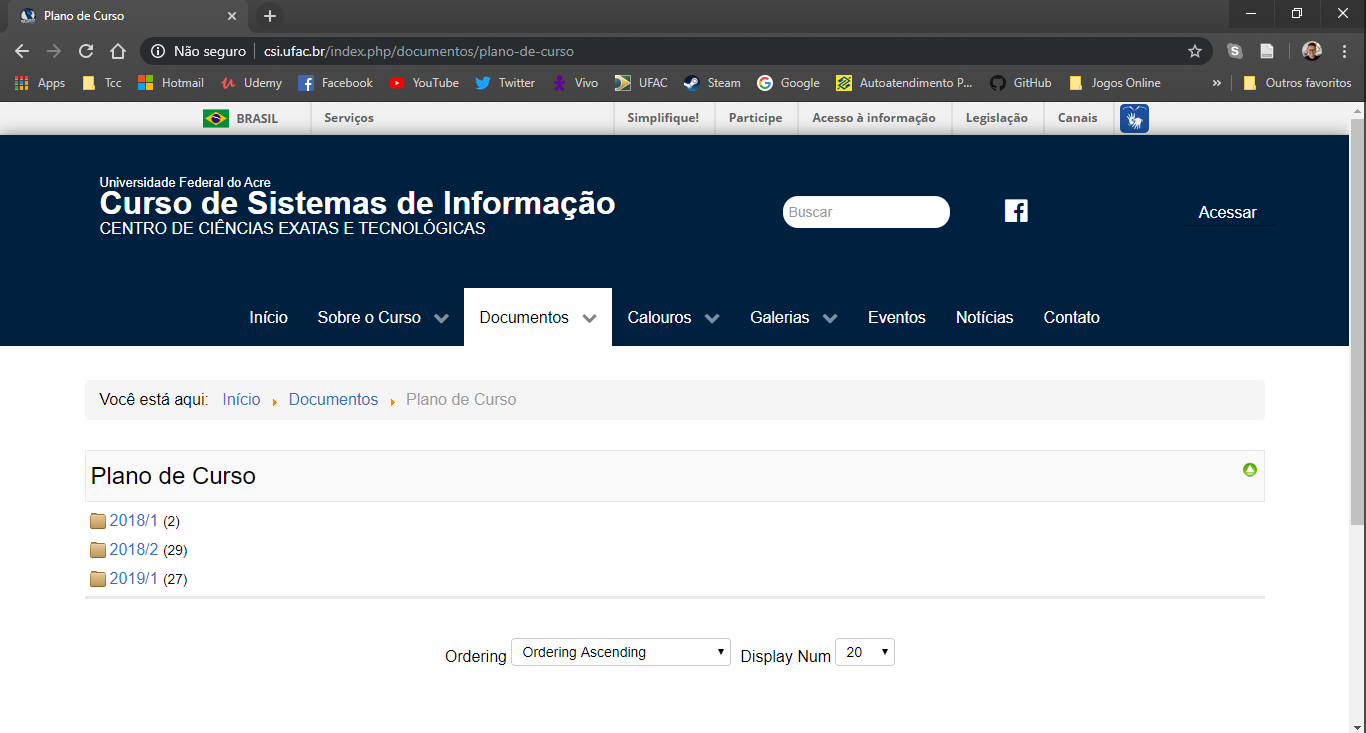 Plano de Curso
Não seguro | csi.ufac.br/index.php/documentos/plano-de-curso
Apps Tcc Hotmail Udemy Facebook YouTube Twitter Vivo UFAC Steam Google Autoatendimento P... GitHub Jogos Online » Outros favoritos
BRASIL Serviços Simplifique! Participe Acesso à informação Legislação Canais
Universidade Federal do Acre
Curso de Sistemas de Informação
CENTRO DE CIÊNCIAS EXATAS E TECNOLÓGICAS
Buscar
Acessar
Início Sobre o Curso Documentos Calouros Galerias Eventos Notícias Contato
Você está aqui: Início Documentos Plano de Curso
Plano de Curso
2018/1 (2)
2018/2 (29)
2019/1 (27)
Ordering Ordering Ascending Display Num 20